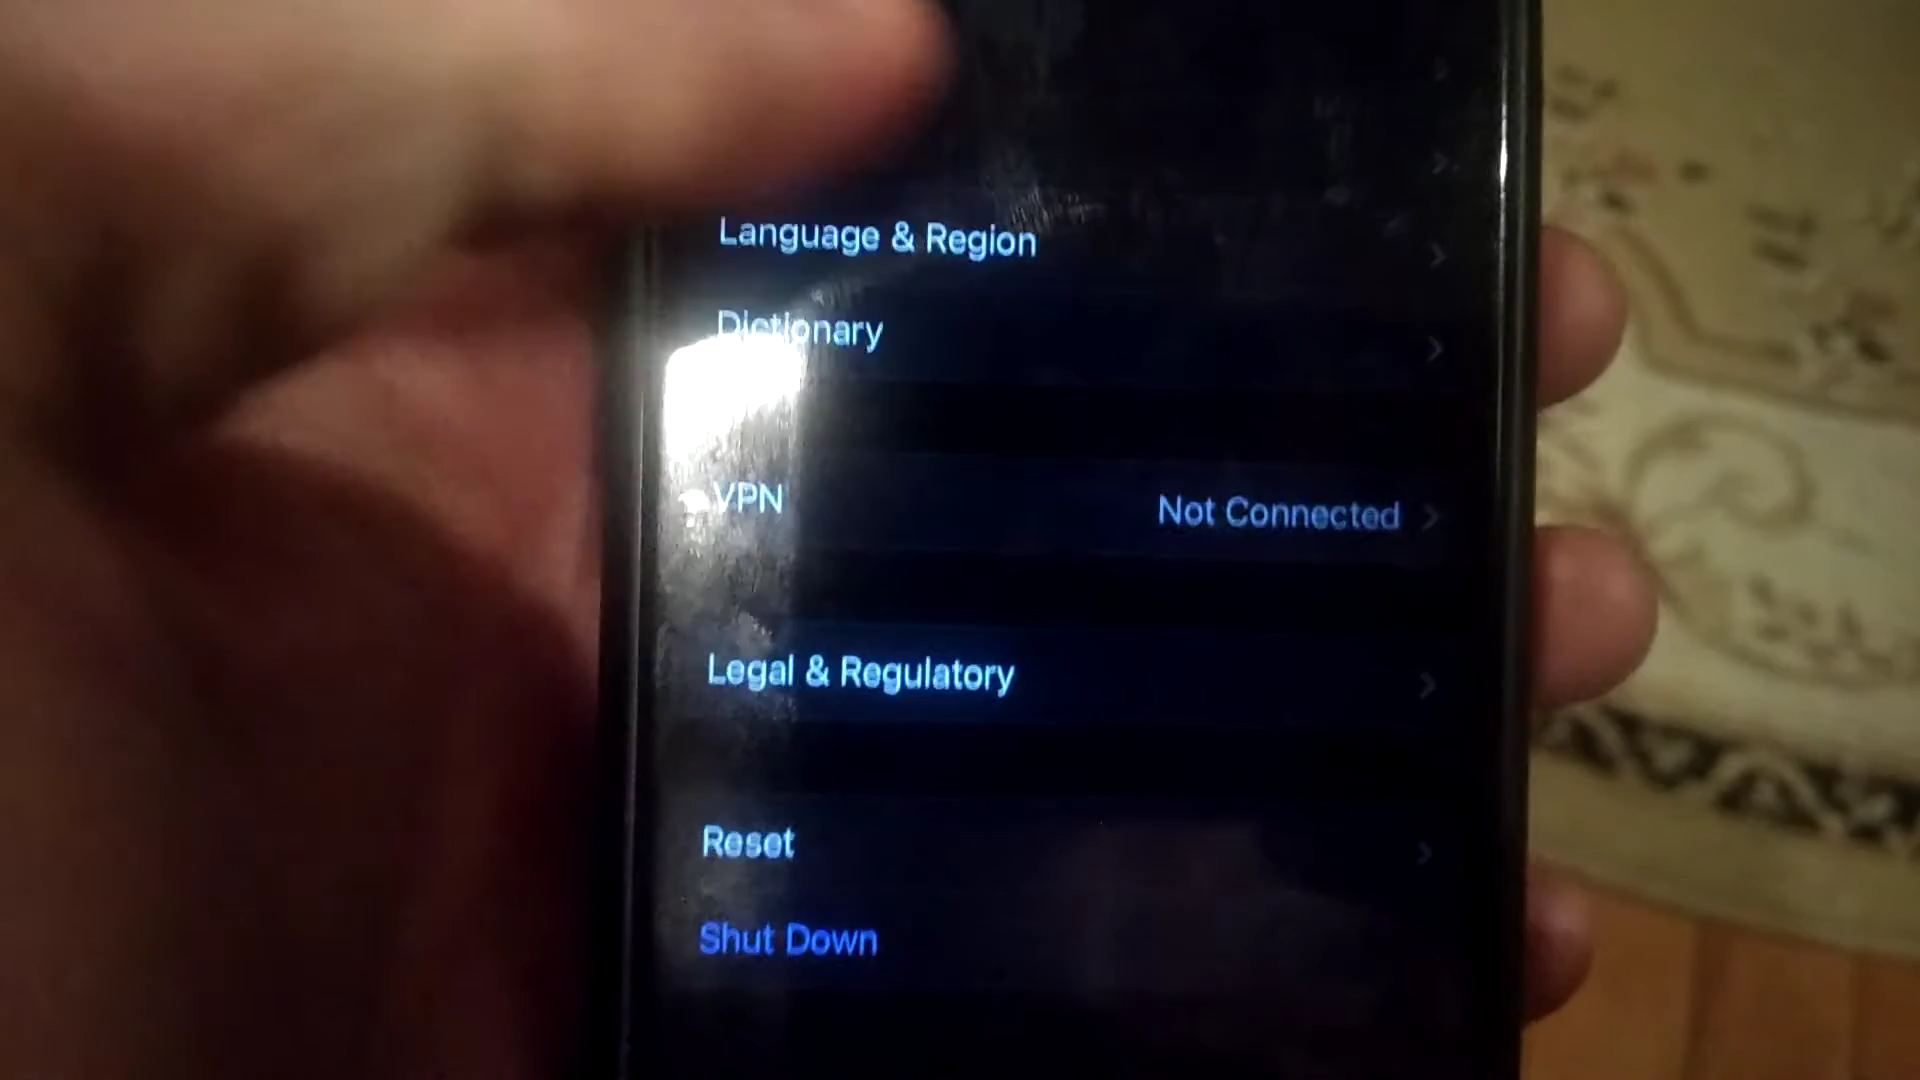 Language & Region
Dictionary
VPN Not Connected
Legal & Regulatory
Reset
Shut Down